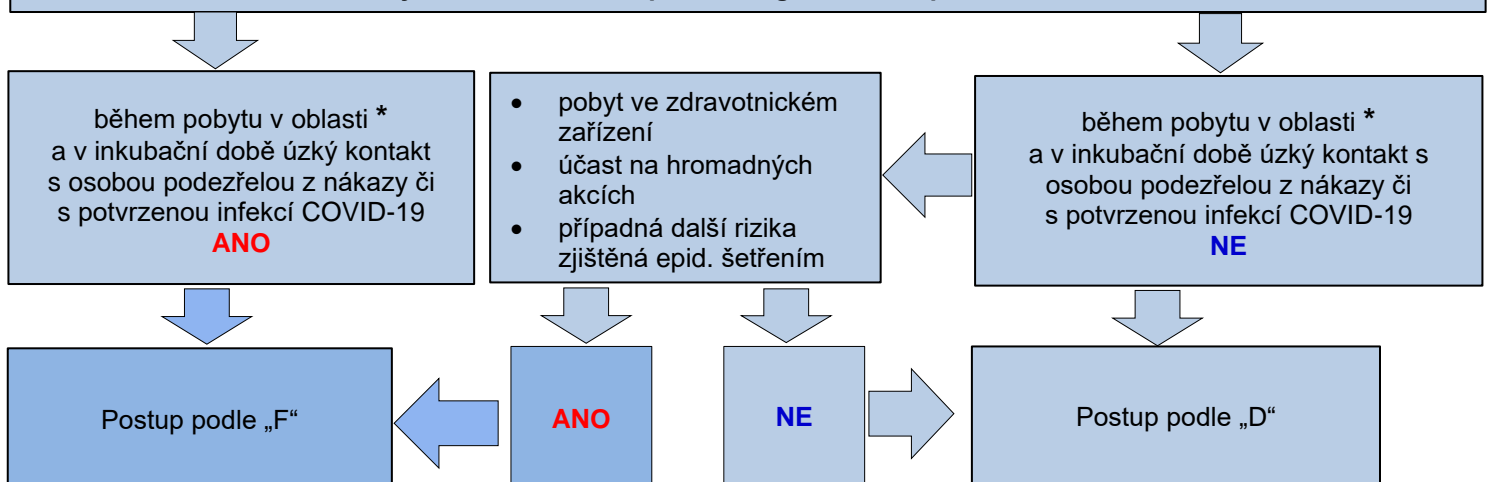 během pobytu v oblasti *
a v inkubační době úzký kontakt
s osobou podezřelou z nákazy či
s potvrzenou infekcí COVID-19
ANO
• pobyt ve zdravotnickém
zařízení
• účast na hromadných
akcích
• případná další rizika
zjištěná epid. šetřením
během pobytu v oblasti *
a v inkubační době úzký kontakt s
osobou podezřelou z nákazy či
s potvrzenou infekcí COVID-19
NE
Postup podle „F“
ANO
NE
Postup podle „D“